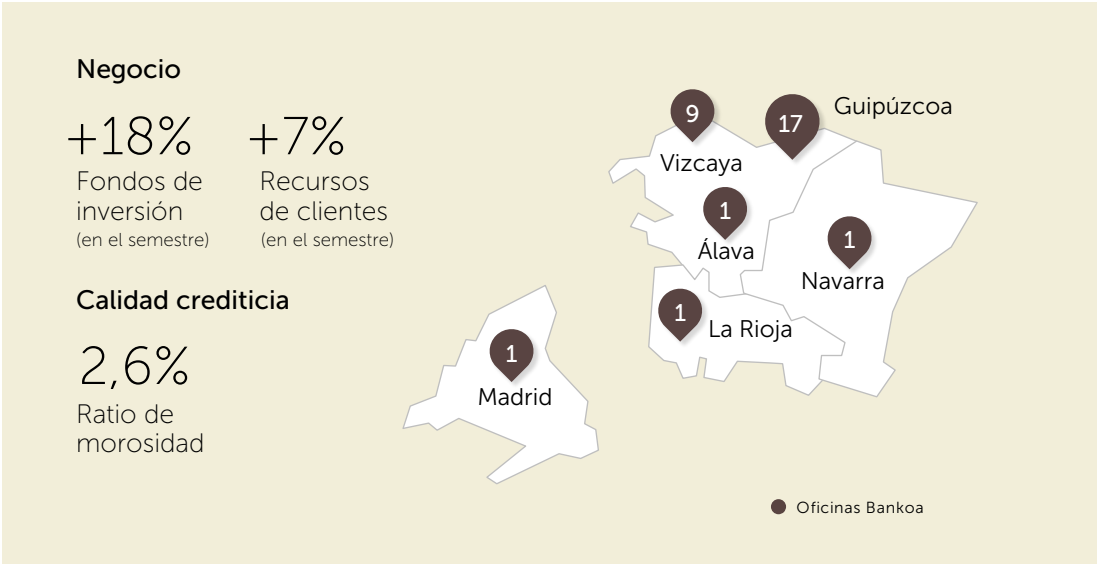 Negocio
+18%
Fondos de
inversión
(en el semestre)
+7%
Recursos
de clientes
(en el semestre)
Calidad crediticia
2,6%
Ratio de
morosidad
9
Vizcaya
17
Guipúzcoa
1
Álava
1
Navarra
1
La Rioja
1
Madrid
Oficinas Bankoa